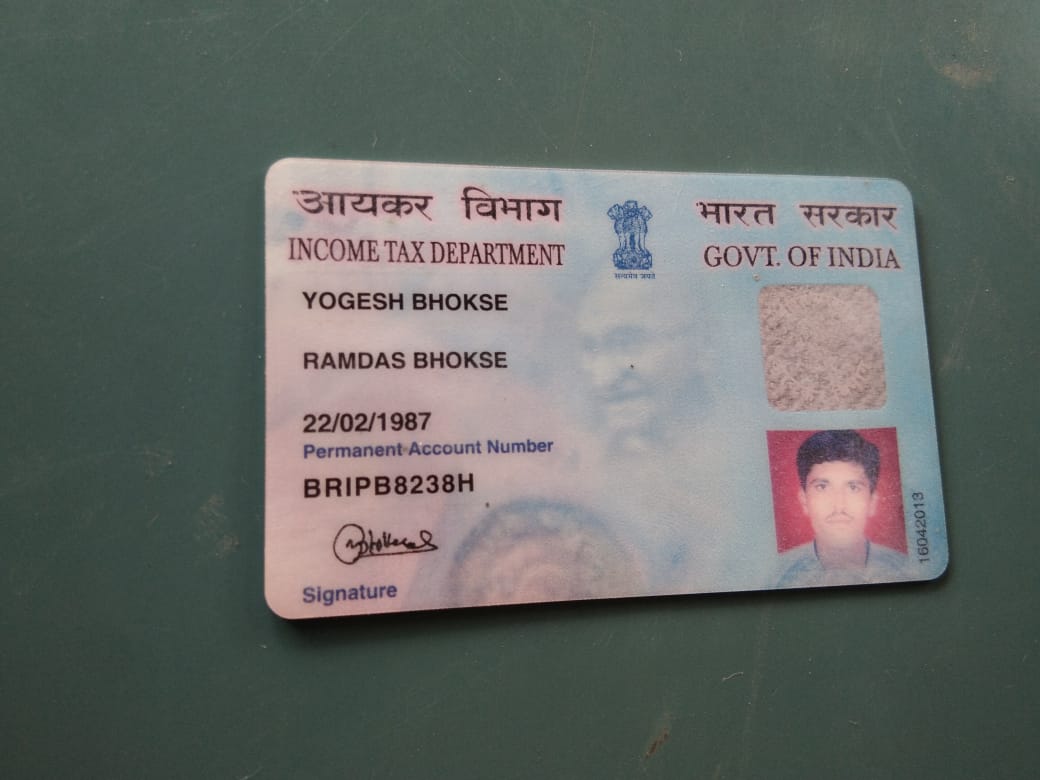 आयकर विभाग
INCOME TAX DEPARTMENT
सत्यमेव जयते
भारत सरकार
GOVT. OF INDIA
YOGESH BHOKSE
RAMDAS BHOKSE
22/02/1987
Permanent Account Number
BRIPB8238H
Signature
16042013